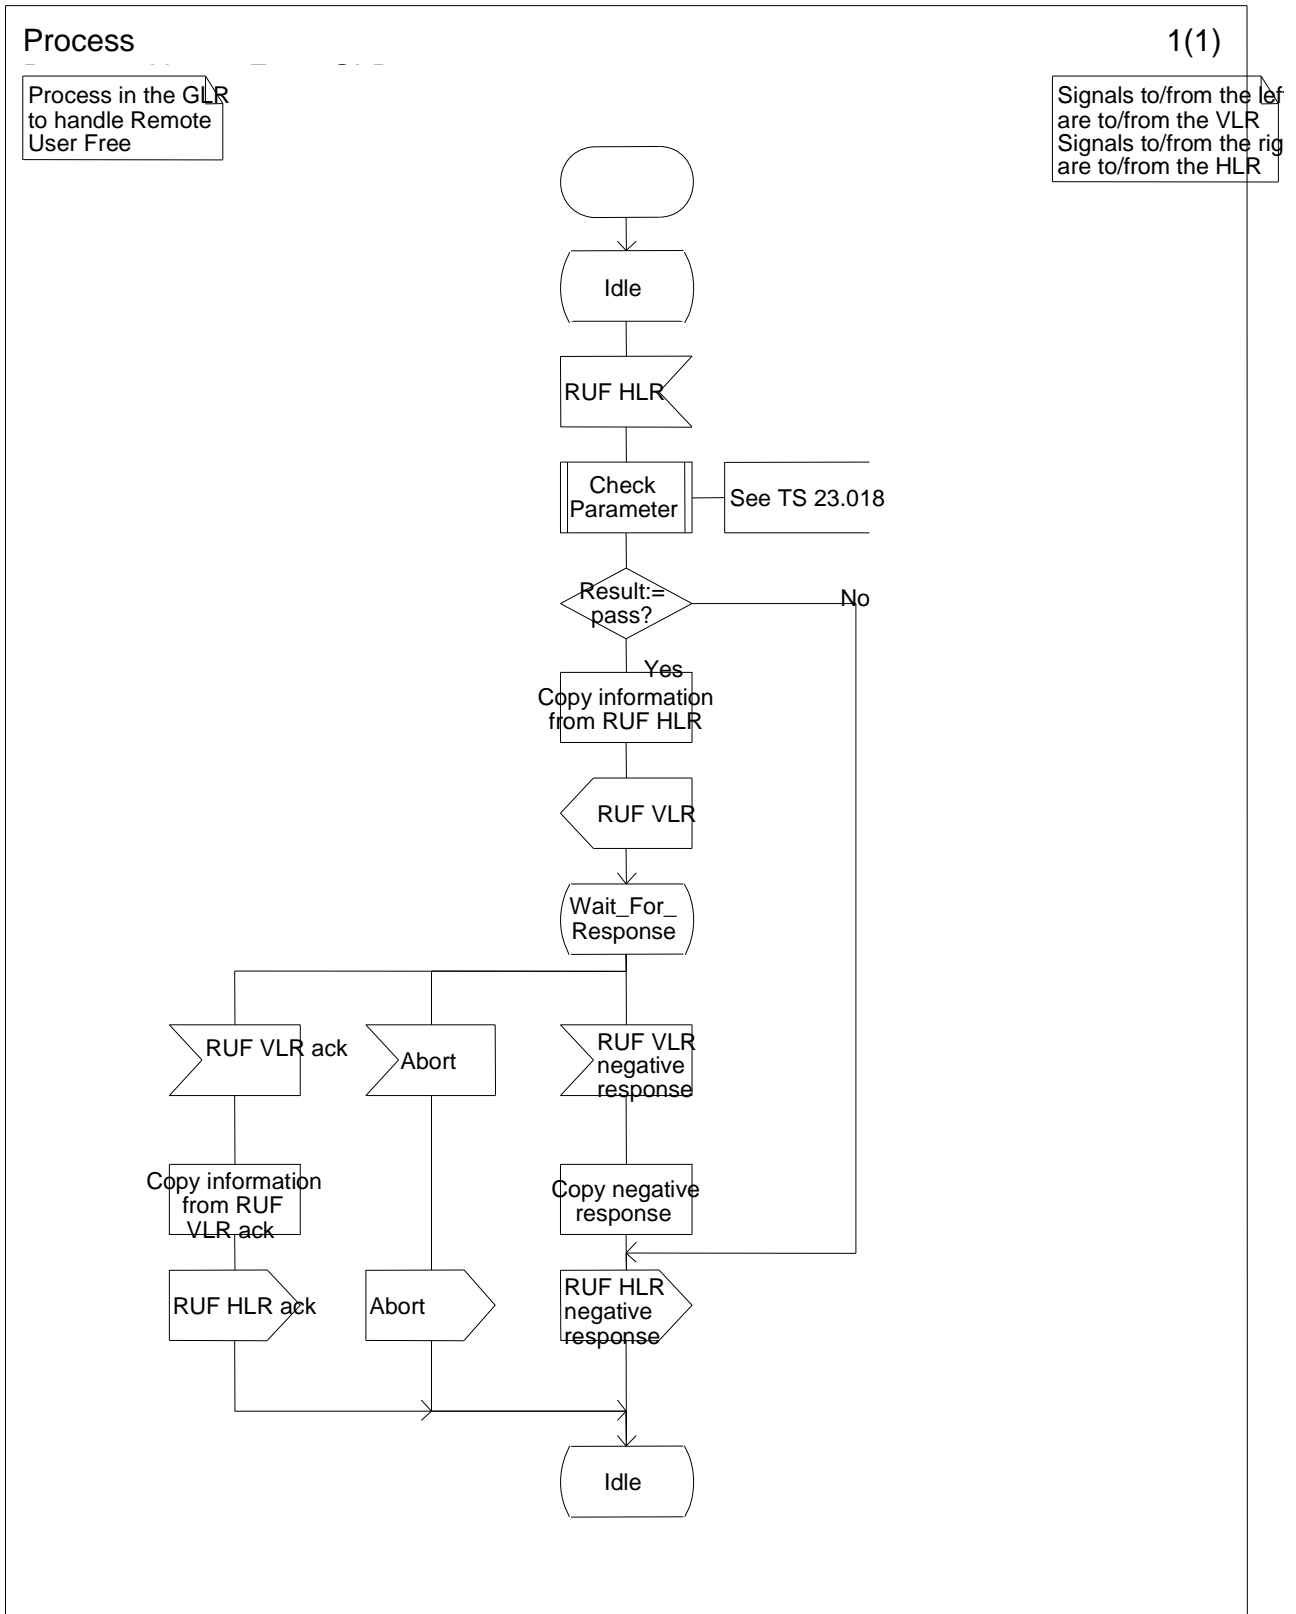 Process
1(1)
Process in the GLR
to handle Remote
User Free
Signals to/from the lef
are to/from the VLR
Signals to/from the rig
are to/from the HLR
Idle
RUF HLR
Check
Parameter
See TS 23.018
Result:=
pass?
No
Yes
Copy information
from RUF HLR
RUF VLR
Wait_For_
Response
RUF VLR ack
Abort
RUF VLR
negative
response
Copy information
from RUF
VLR ack
Copy negative
response
RUF HLR ack
Abort
RUF HLR
negative
response
Idle